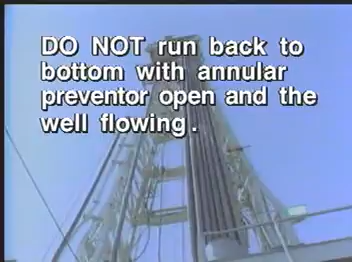 DO NOT run back to
bottom with annular
preventor open and the
well flowing.